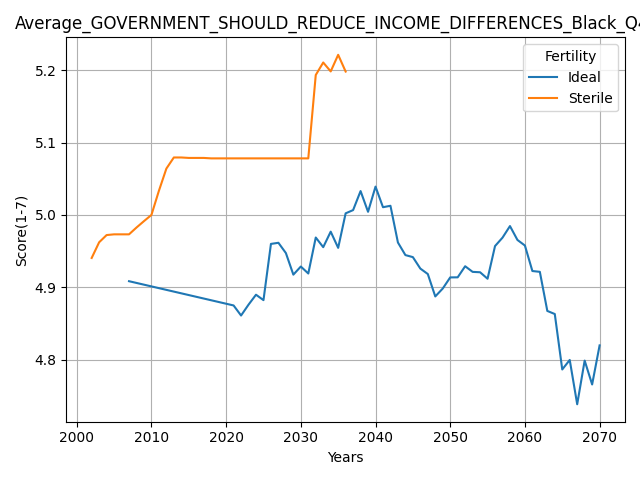 Average_GOVERNMENT_SHOULD_REDUCE_INCOME_DIFFERENCES_Black_Q4
Fertility
Ideal
Sterile
Score(1-7)
5.2
5.1
5.0
4.9
4.8
2000 2010 2020 2030 2040 2050 2060 2070
Years